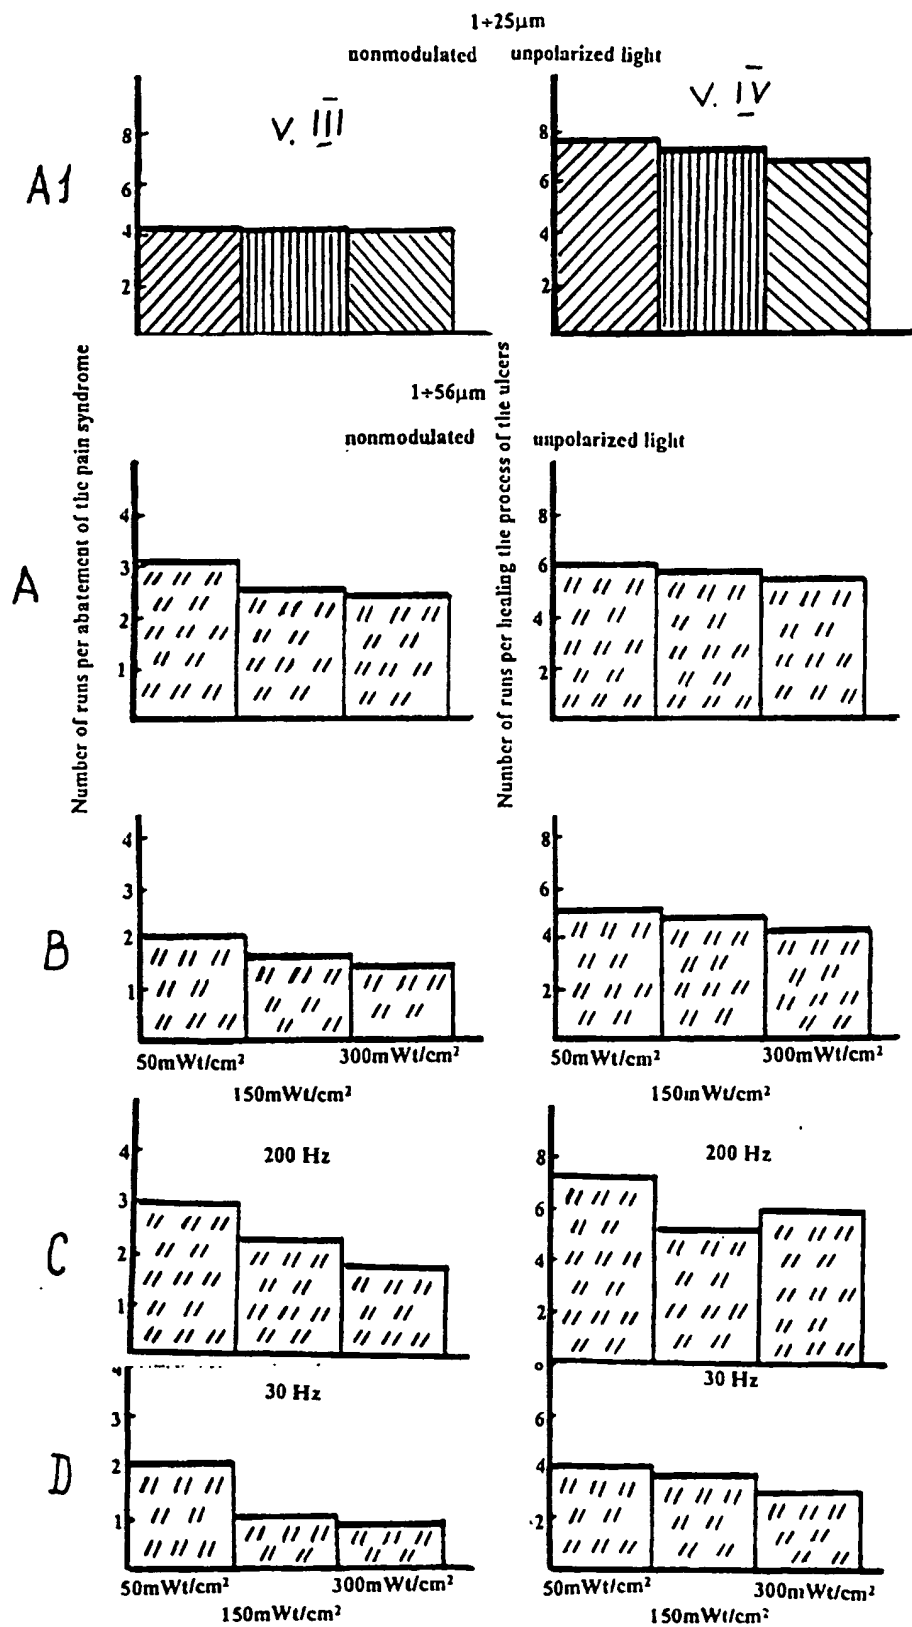 1÷25µm
nonmodulated unpolarized light
V. III
V. IV
A1
8
6
4
2
8
6
4
2
Number of runs per abatement of the pain syndrome
Number of runs per healing the process of the ulcers
1÷56µm
nonmodulated unpolarized light
A
4
3
2
1
8
6
4
2
B
4
3
2
1
8
6
4
2
50mWt/cm² 300mWt/cm²
150mWt/cm²
50mWt/cm² 300mWt/cm²
150mWt/cm²
C
200 Hz
4
3
2
1
200 Hz
8
6
4
2
D
30 Hz
4
3
2
1
30 Hz
6
4
2
50mWt/cm² 300mWt/cm²
150mWt/cm²
50mWt/cm² 300mWt/cm²
150mWt/cm²